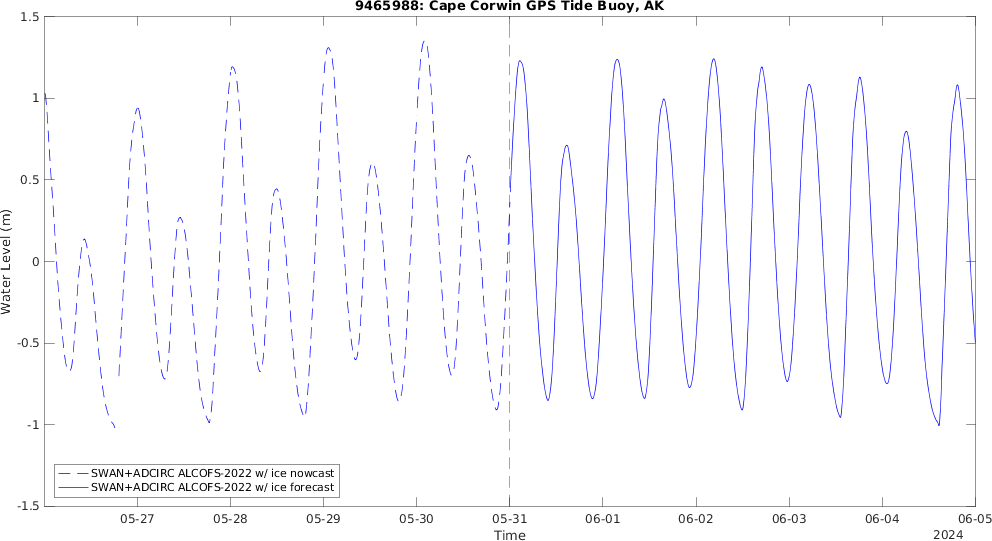 9465988: Cape Corwin GPS Tide Buoy, AK
1.5
1
0.5
0
-0.5
-1
-1.5
Water Level (m)
SWAN+ADCIRC ALCOFS-2022 w/ ice nowcast
SWAN+ADCIRC ALCOFS-2022 w/ ice forecast
05-27 05-28 05-29 05-30 05-31 06-01 06-02 06-03 06-04 06-05
Time
2024